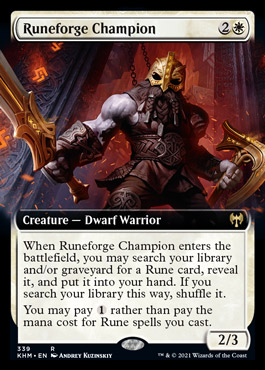 Runeforge Champion 2
Creature — Dwarf Warrior
When Runeforge Champion enters the
battlefield, you may search your library
and/or graveyard for a Rune card, reveal
it, and put it into your hand. If you
search your library this way, shuffle it.
You may pay 1 rather than pay the
mana cost for Rune spells you cast.
2/3
339 R
KHM • EN Andrey Kuzinskiy
™ & © 2021 Wizards of the Coast